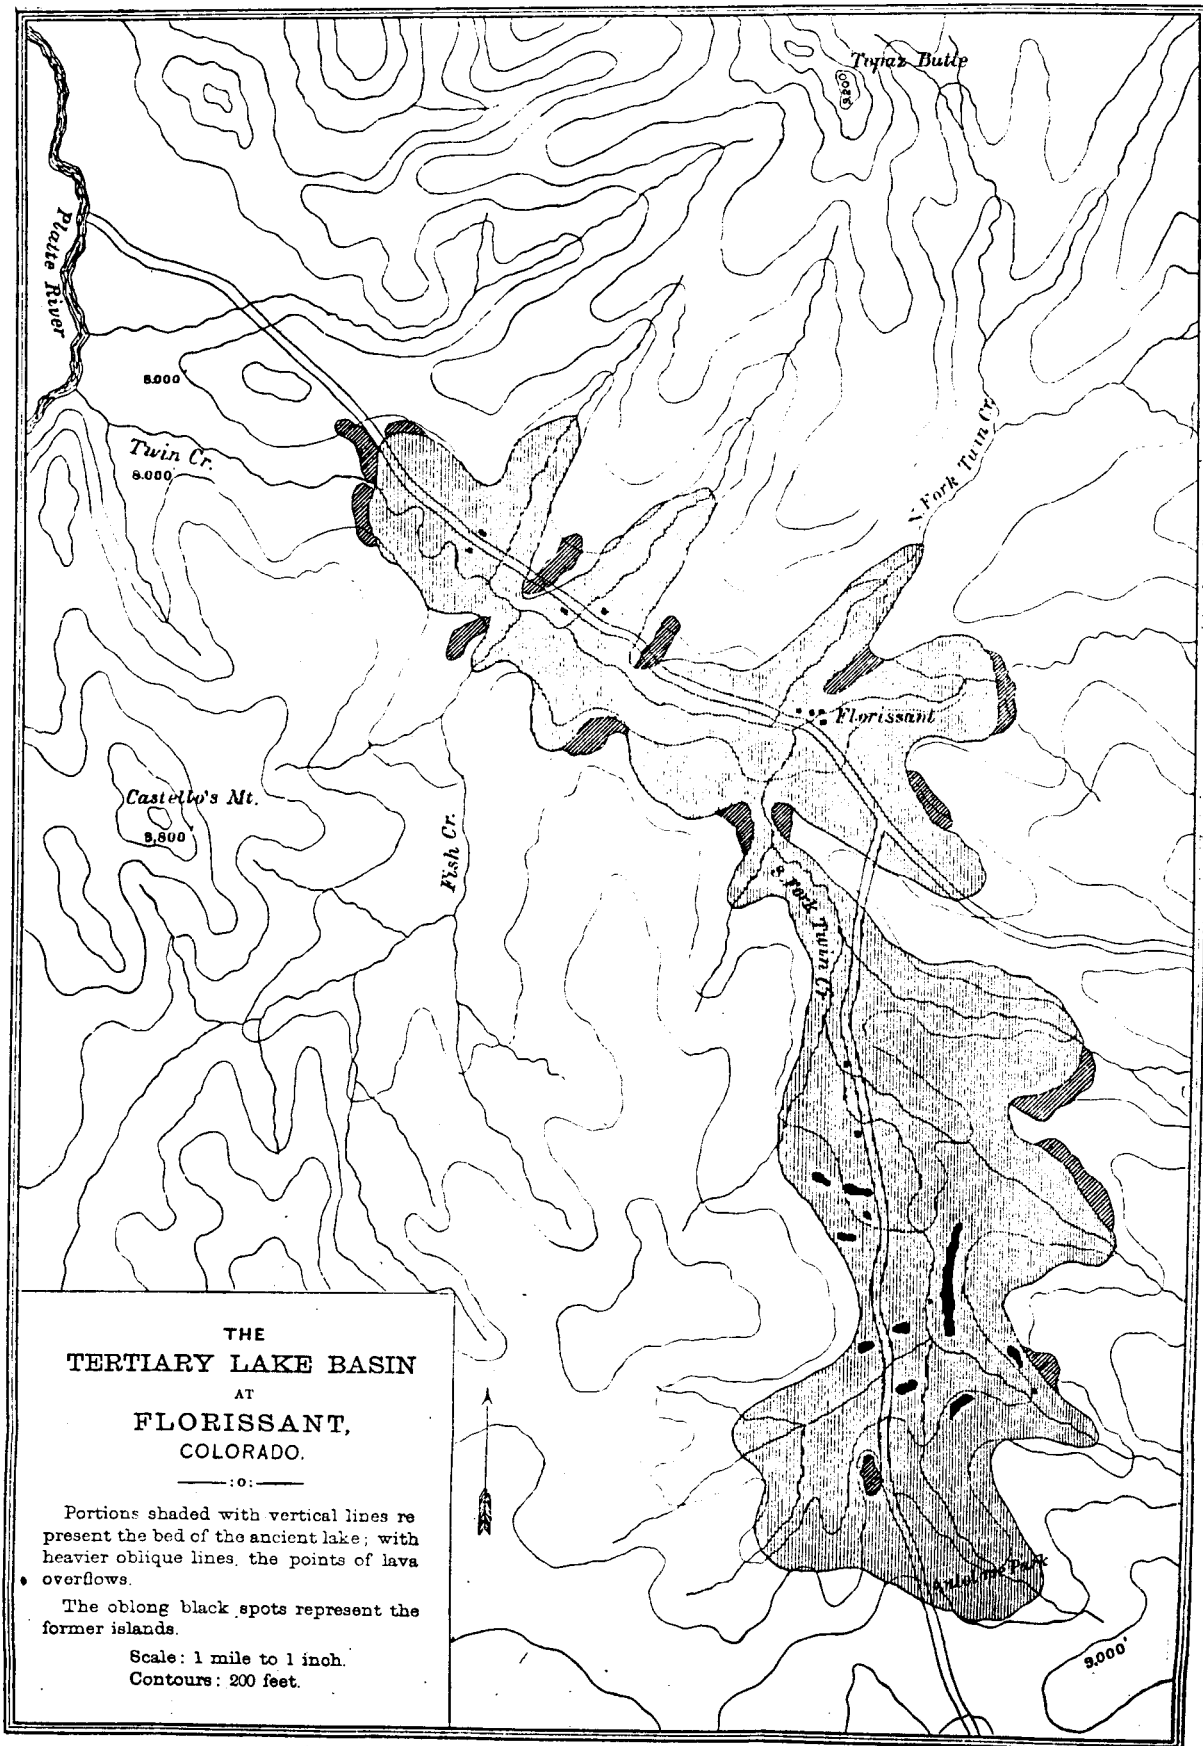 Topaz Butte
9200
Platte River
8.000'
Twin Cr.
8.000
N Fork Twin Cr.
Florissant
Castello's Mt.
9,800'
Fish Cr.
S. Fork Twin Cr
Park
9.000'
THE
TERTIARY LAKE BASIN
AT
FLORISSANT,
COLORADO.
:o:
Portions shaded with vertical lines re
present the bed of the ancient lake; with
heavier oblique lines, the points of lava
overflows.
The oblong black spots represent the
former islands.
Scale: 1 mile to 1 inch.
Contours: 200 feet.